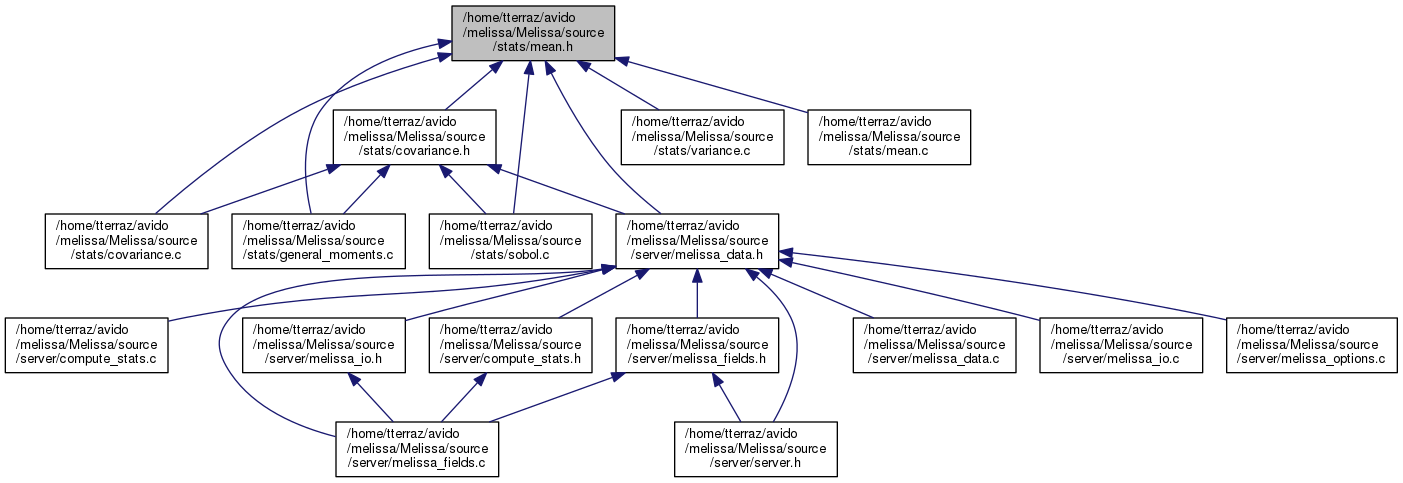 /home/tterraz/avido
/melissa/Melissa/source
/stats/mean.h
/home/tterraz/avido
/melissa/Melissa/source
/stats/covariance.h
/home/tterraz/avido
/melissa/Melissa/source
/stats/variance.c
/home/tterraz/avido
/melissa/Melissa/source
/stats/mean.c
/home/tterraz/avido
/melissa/Melissa/source
/stats/covariance.c
/home/tterraz/avido
/melissa/Melissa/source
/stats/general_moments.c
/home/tterraz/avido
/melissa/Melissa/source
/stats/sobol.c
/home/tterraz/avido
/melissa/Melissa/source
/server/melissa_data.h
/home/tterraz/avido
/melissa/Melissa/source
/server/compute_stats.c
/home/tterraz/avido
/melissa/Melissa/source
/server/melissa_io.h
/home/tterraz/avido
/melissa/Melissa/source
/server/compute_stats.h
/home/tterraz/avido
/melissa/Melissa/source
/server/melissa_fields.h
/home/tterraz/avido
/melissa/Melissa/source
/server/melissa_data.c
/home/tterraz/avido
/melissa/Melissa/source
/server/melissa_io.c
/home/tterraz/avido
/melissa/Melissa/source
/server/melissa_options.c
/home/tterraz/avido
/melissa/Melissa/source
/server/melissa_fields.c
/home/tterraz/avido
/melissa/Melissa/source
/server/server.h